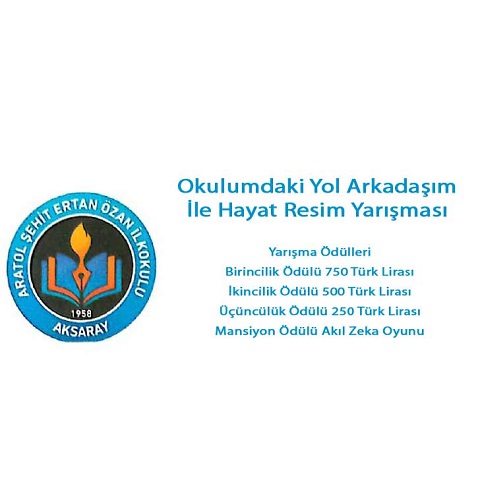 Okulumdaki Yol Arkadaşım
İle Hayat Resim Yarışması
Yarışma Ödülleri
Birincilik Ödülü 750 Türk Lirası
İkincilik Ödülü 500 Türk Lirası
Üçüncülük Ödülü 250 Türk Lirası
Mansiyon Ödülü Akıl Zeka Oyunu
ARATOL ŞEHİT ERTAN ÖZAN İLKOKULU
1958
AKSARAY